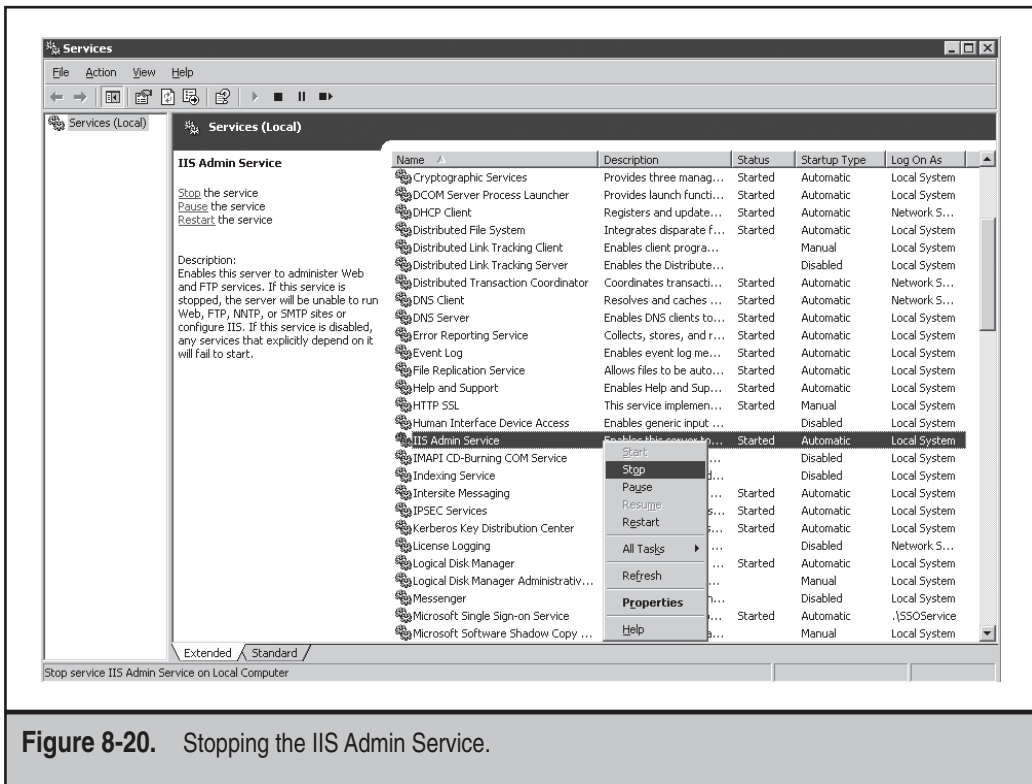 Services
File Action View Help
Services (Local)
Services (Local)
IIS Admin Service
Stop the service
Pause the service
Restart the service
Description:
Enables this server to administer Web
and FTP services. If this service is
stopped, the server will be unable to run
Web, FTP, NNTP, or SMTP sites or
configure IIS. If this service is disabled,
any services that explicitly depend on it
will fail to start.
Name Description Status Startup Type Log On As
Cryptographic Services Provides three manag... Started Automatic Local System
DCOM Server Process Launcher Provides launch functi... Started Automatic Local System
DHCP Client Registers and update... Started Automatic Network S...
Distributed File System Integrates disparate f... Started Automatic Local System
Distributed Link Tracking Client Enables client progra... Manual Local System
Distributed Link Tracking Server Enables the Distribute... Disabled Local System
Distributed Transaction Coordinator Coordinates transacti... Started Automatic Network S...
DNS Client Resolves and caches ... Started Automatic Network S...
DNS Server Enables DNS clients to... Started Automatic Local System
Error Reporting Service Collects, stores, and r... Started Automatic Local System
Event Log Enables event log me... Started Automatic Local System
File Replication Service Allows files to be auto... Started Automatic Local System
Help and Support Enables Help and Sup... Started Automatic Local System
HTTP SSL This service implemen... Started Manual Local System
Human Interface Device Access Enables generic input ... Disabled Local System
IIS Admin Service Enables this server to... Started Automatic Local System
IMAPI CD-Burning COM Service ... Disabled Local System
Indexing Service d... Disabled Local System
Intersite Messaging ... Started Automatic Local System
IPSEC Services s... Started Automatic Local System
Kerberos Key Distribution Center s... Started Automatic Local System
License Logging ... Disabled Network S...
Logical Disk Manager ... Started Automatic Local System
Logical Disk Manager Administrativ... ... Manual Local System
Messenger n... Disabled Local System
Microsoft Single Sign-on Service o... Started Automatic .\SSOService
Microsoft Software Shadow Copy ... a... Manual Local System
Start
Stop
Pause
Resume
Restart
All Tasks
Refresh
Properties
Help
Extended Standard
Stop service IIS Admin Service on Local Computer
Figure 8-20. Stopping the IIS Admin Service.